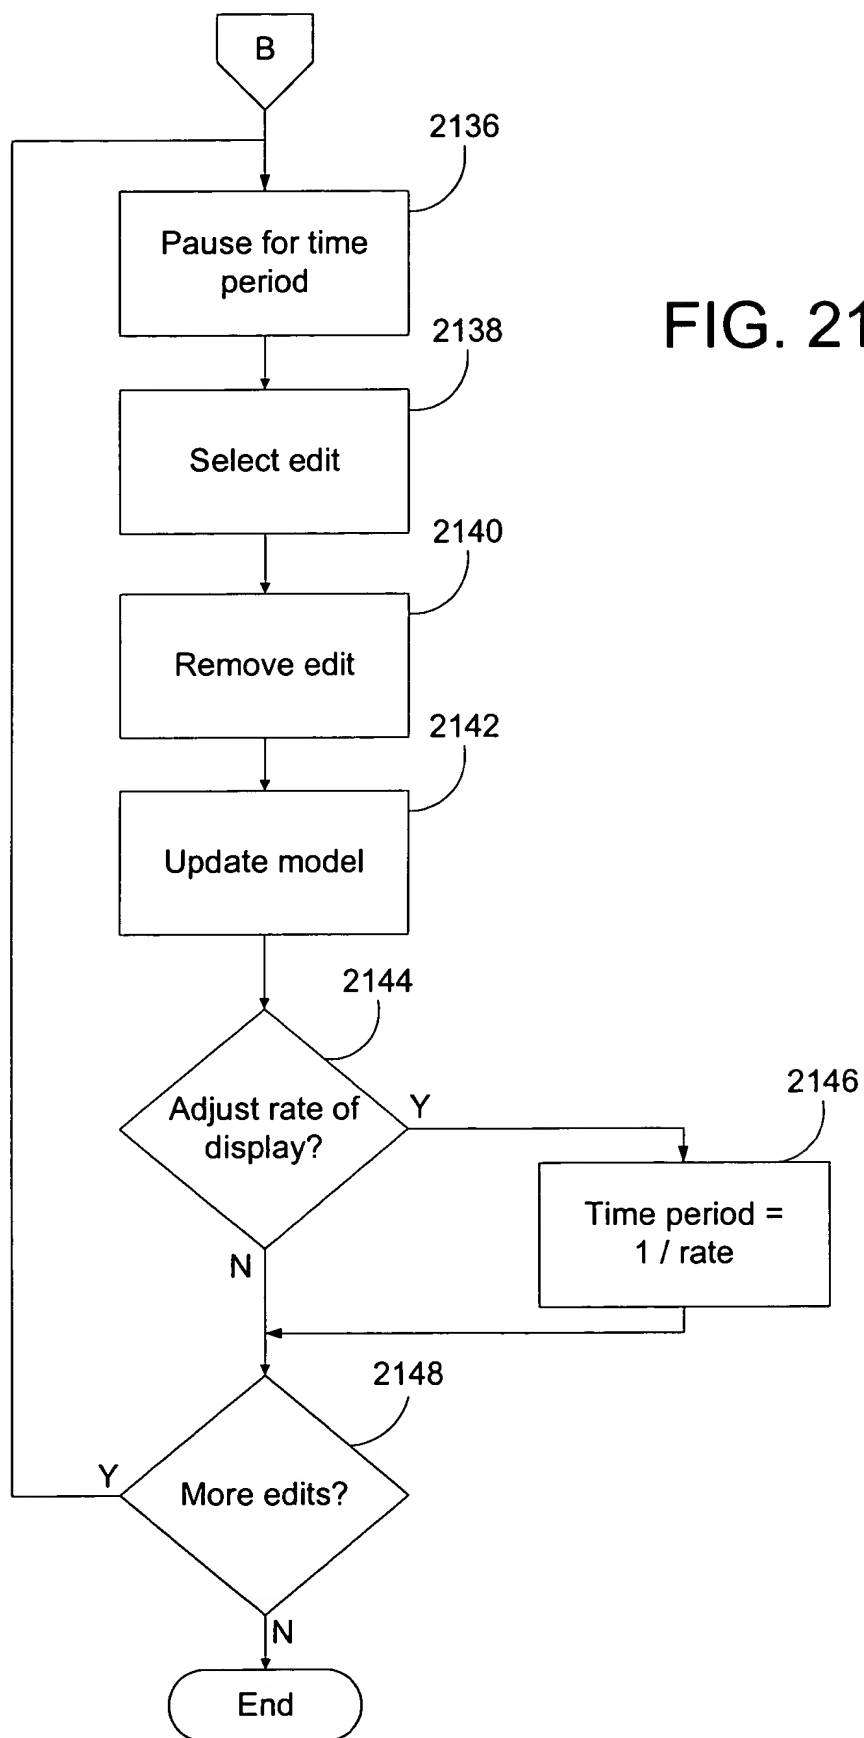 B
2136
Pause for time
period
FIG. 21
2138
Select edit
2140
Remove edit
2142
Update model
2144
Adjust rate of
display?
Y
2146
Time period =
1 / rate
N
2148
More edits?
Y
N
End